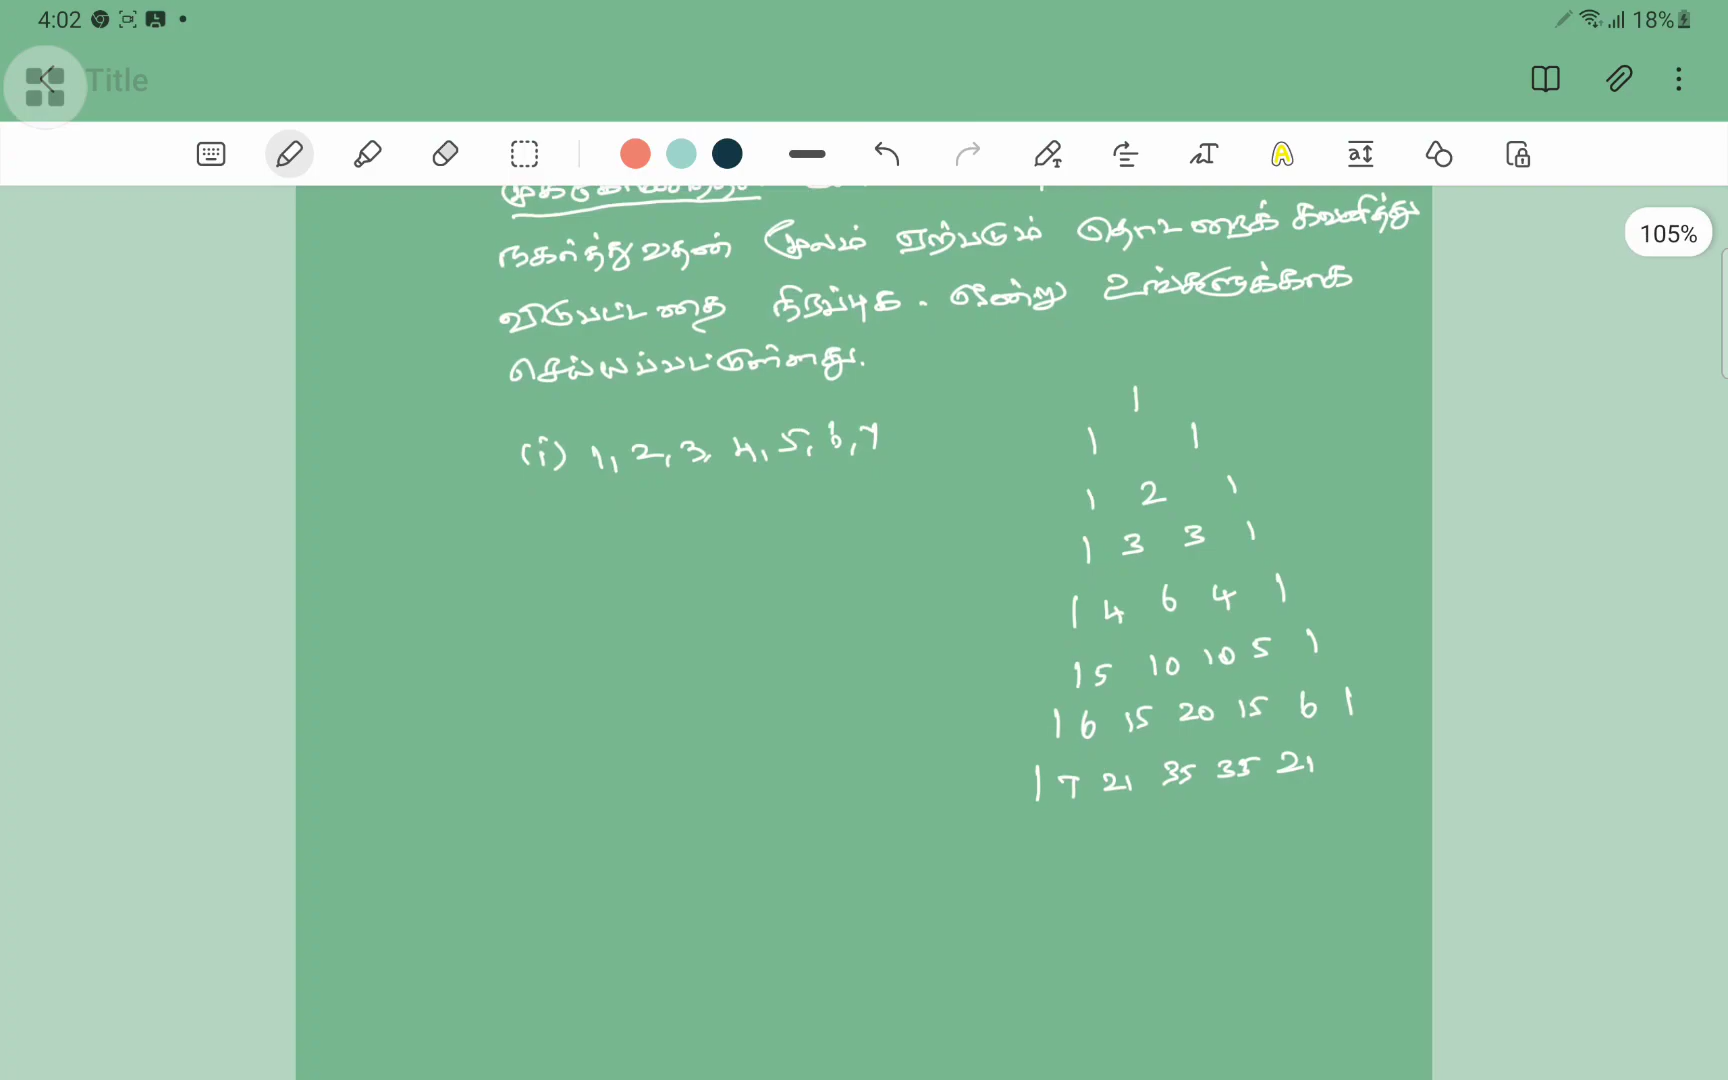 4:02
18%
Title
105%
நகர்த்துவதன் மூலம் ஏற்படும் தொடரைக் கவனித்து
விடுபட்டதை நிரப்புக. ஒன்று உங்களுக்காக
செய்யப்பட்டுள்ளது.
(i) 1, 2, 3, 4, 5, 6, 7
1
1 1
1 2 1
1 3 3 1
1 4 6 4 1
1 5 10 10 5 1
1 6 15 20 15 6 1
1 7 21 35 35 21